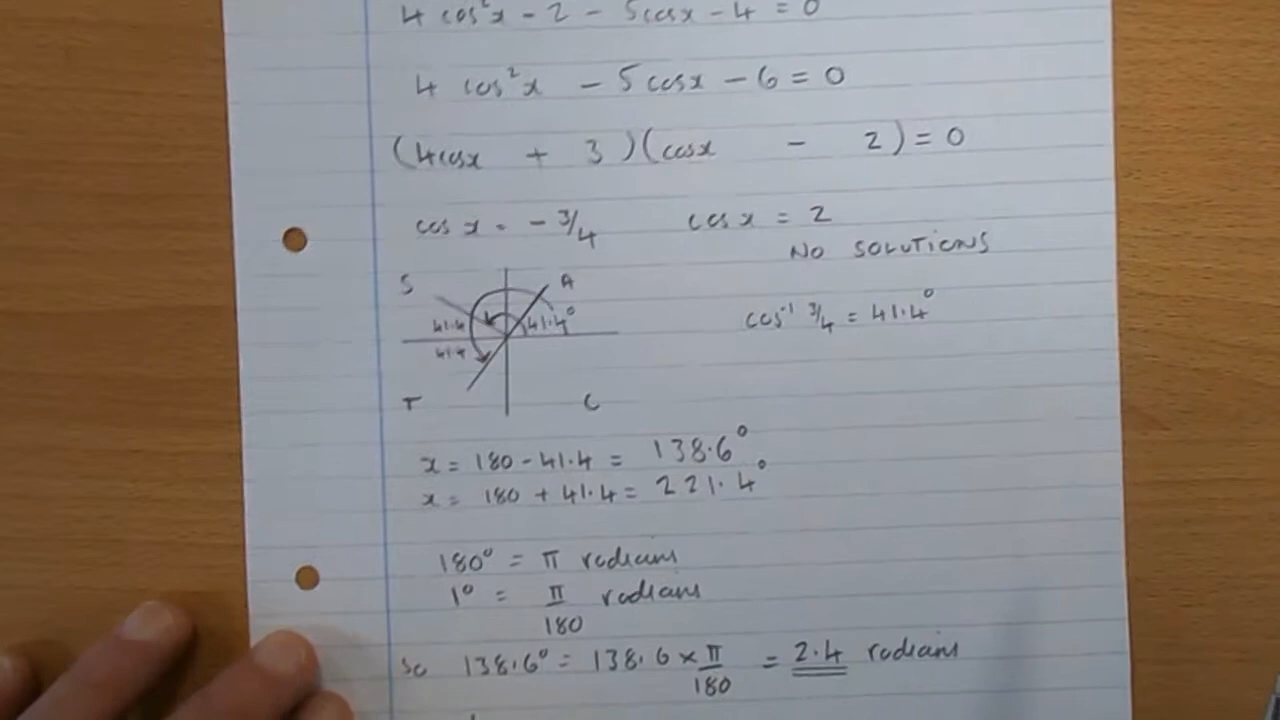 4 cos²x - 2 - 5cosx - 4 = 0
4 cos²x - 5cosx - 6 = 0
(4cosx + 3)(cosx - 2) = 0
cos x = - 3/4 cos x = 2
NO SOLUTIONS
S A
41.4 41.4°
41.4
cos⁻¹ 3/4 = 41.4°
T C
x = 180 - 41.4 = 138.6°
x = 180 + 41.4 = 221.4°
180° = π radians
1° = π/180 radians
So 138.6° = 138.6 × π/180 = 2.4 radians